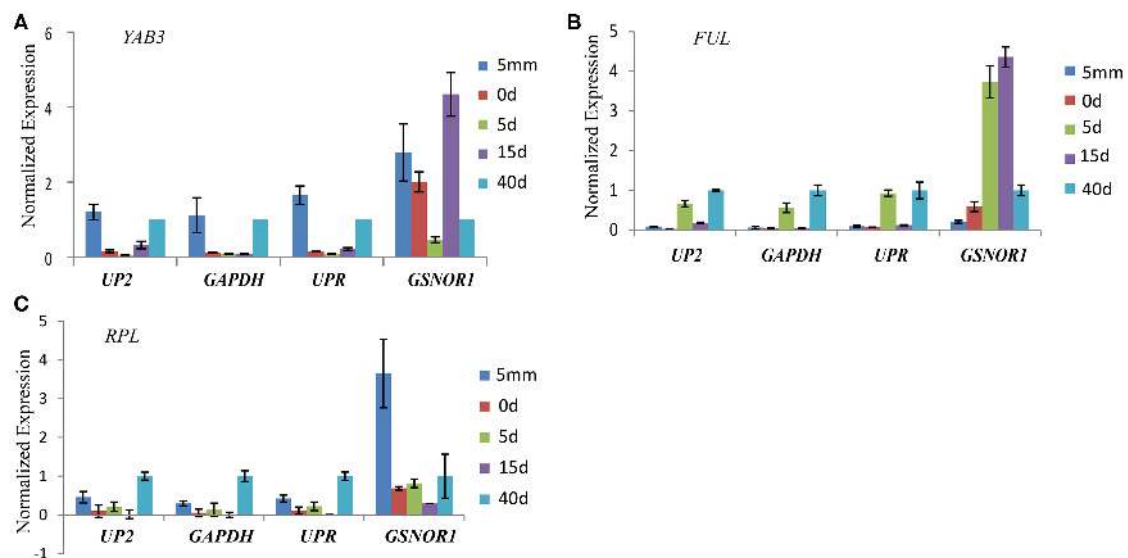 A
YAB3
Normalized Expression
6
4
2
0
UP2 GAPDH UPR GSNOR1
5mm
0d
5d
15d
40d
B
FUL
Normalized Expression
5
4
3
2
1
0
UP2 GAPDH UPR GSNOR1
5mm
0d
5d
15d
40d
C
RPL
Normalized Expression
5
4
3
2
1
0
-1
UP2 GAPDH UPR GSNOR1
5mm
0d
5d
15d
40d